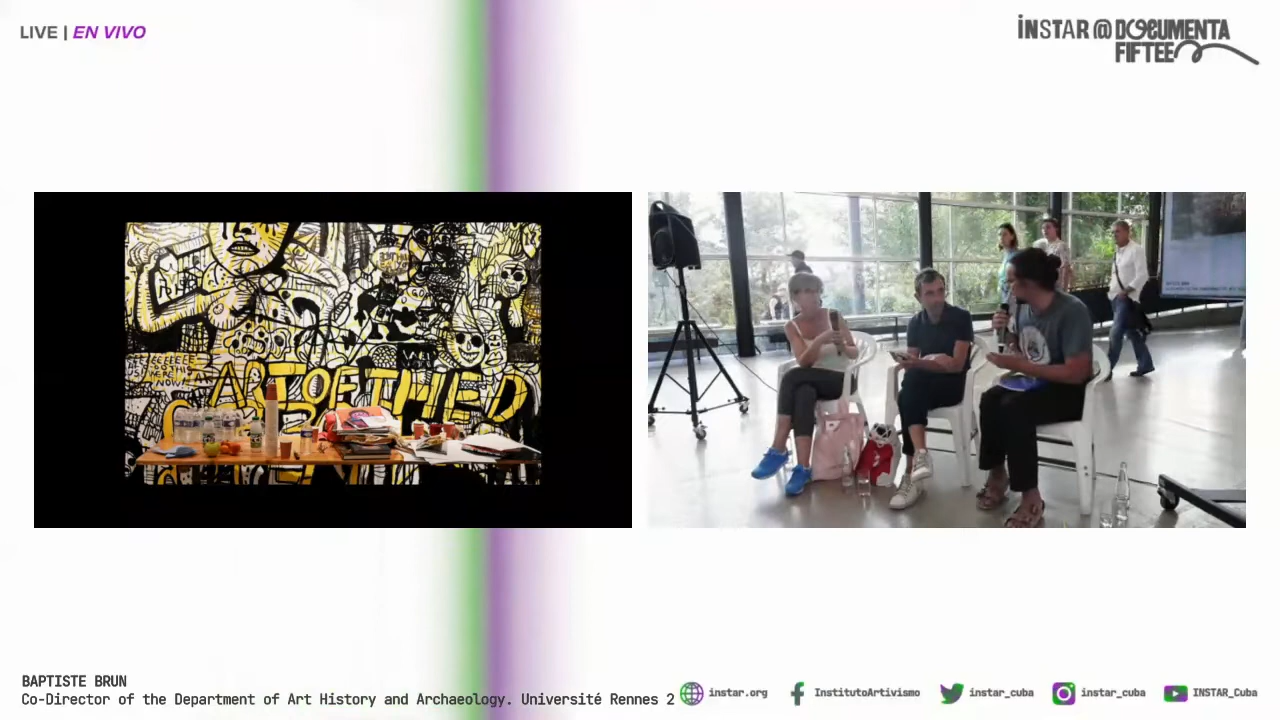 LIVE | EN VIVO
INSTAR @ DOCUMENTA
FIFTEEN
ART OF THE MED
BAPTISTE BRUN
Co-Director of the Department of Art History and Archaeology. Université Rennes 2
instar.org
InstitutoArtivismo
instar_cuba
instar_cuba
INSTAR_Cuba